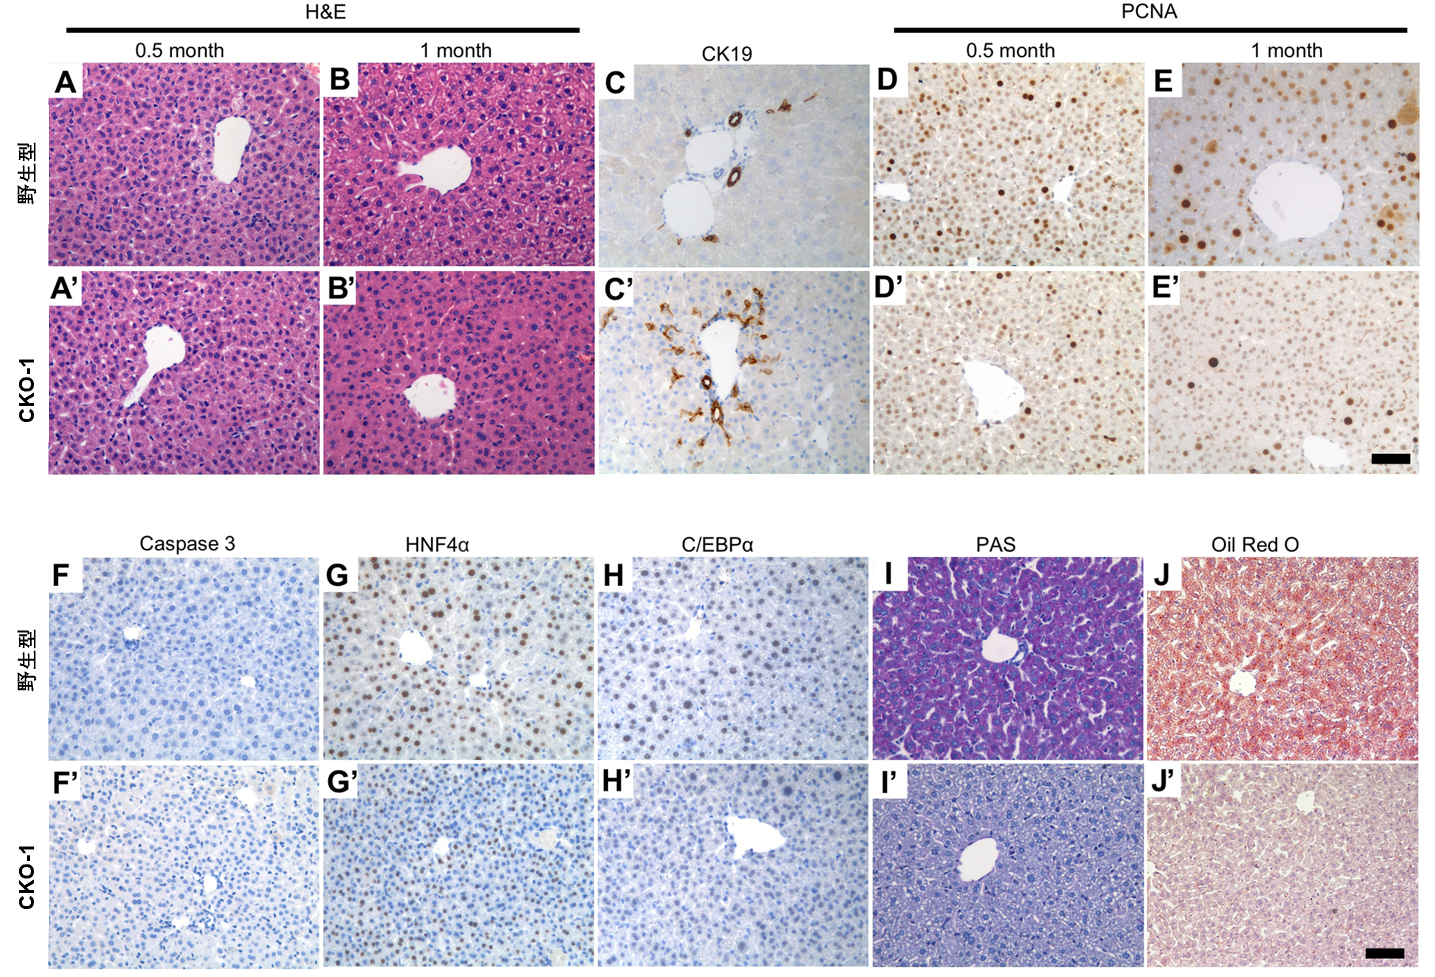 H&E
PCNA
0.5 month
1 month
CK19
0.5 month
1 month
A
B
C
D
E
野生型
A’
B’
C’
D’
E’
CKO-1
Caspase 3
HNF4α
C/EBPα
PAS
Oil Red O
F
G
H
I
J
野生型
F’
G’
H’
I’
J’
CKO-1